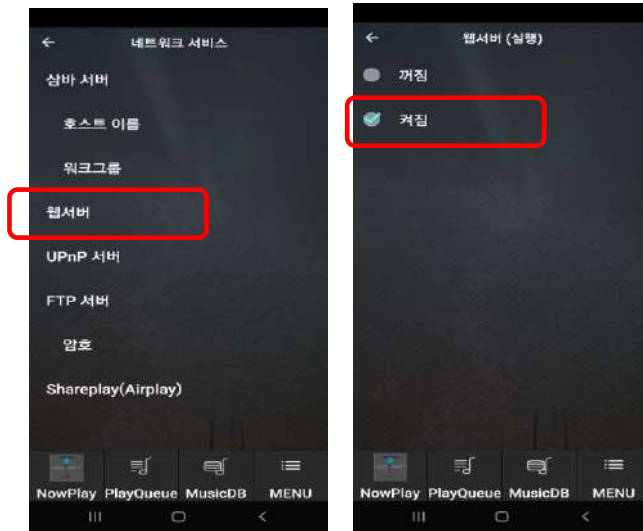 네트워크 서비스
삼바 서버
호스트 이름
워크그룹
웹서버
UPnP 서버
FTP 서버
암호
Shareplay(Airplay)
NowPlay PlayQueue MusicDB MENU
웹서버 (실행)
꺼짐
켜짐
NowPlay PlayQueue MusicDB MENU